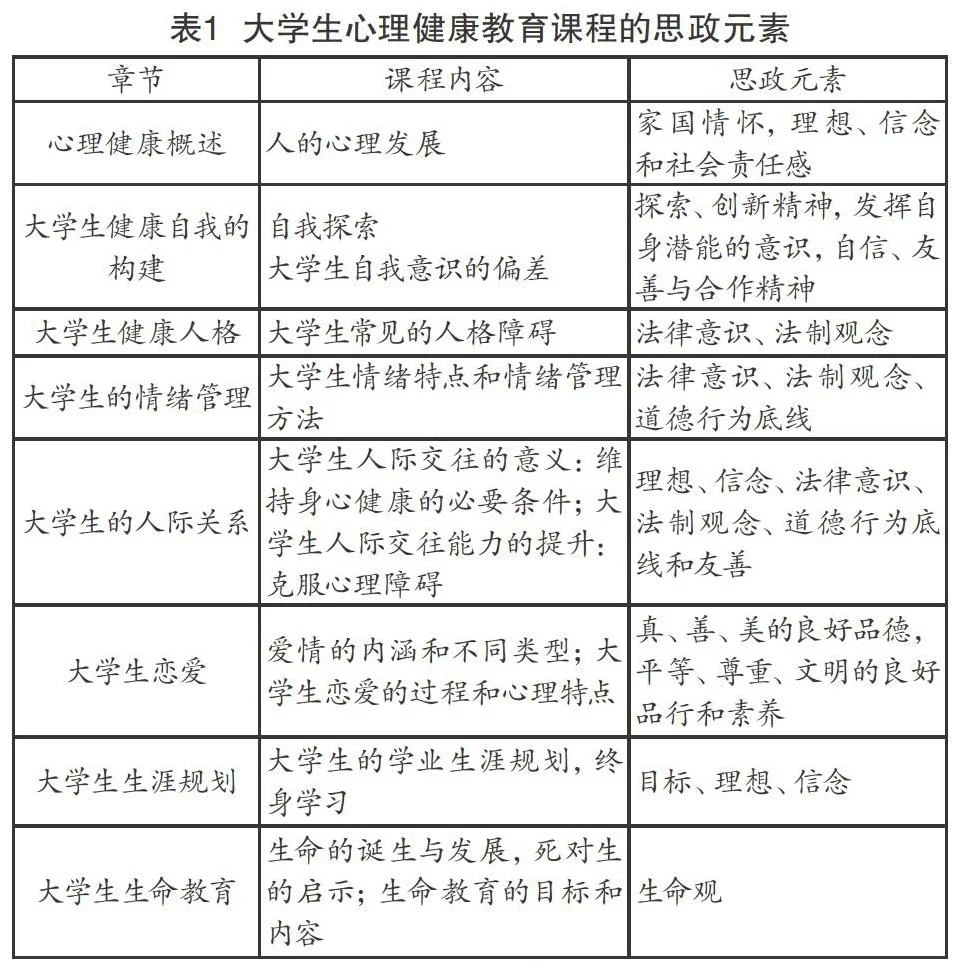 表1 大学生心理健康教育课程的思政元素
章节
课程内容
思政元素
心理健康概述
人的心理发展
家国情怀，理想、信念
和社会责任感
大学生健康自我的
构建
自我探索
大学生自我意识的偏差
探索、创新精神，发挥自
身潜能的意识，自信、友
善与合作精神
大学生健康人格
大学生常见的人格障碍
法律意识、法制观念
大学生的情绪管理
大学生情绪特点和情绪管理
方法
法律意识、法制观念、
道德行为底线
大学生的人际关系
大学生人际交往的意义：维
持身心健康的必要条件；大
学生人际交往能力的提升：
克服心理障碍
理想、信念、法律意识、
法制观念、道德行为底
线和友善
大学生恋爱
爱情的内涵和不同类型；大
学生恋爱的过程和心理特点
真、善、美的良好品德，
平等、尊重、文明的良好
品行和素养
大学生生涯规划
大学生的学业生涯规划，终
身学习
目标、理想、信念
大学生生命教育
生命的诞生与发展，死对生
的启示；生命教育的目标和
内容
生命观